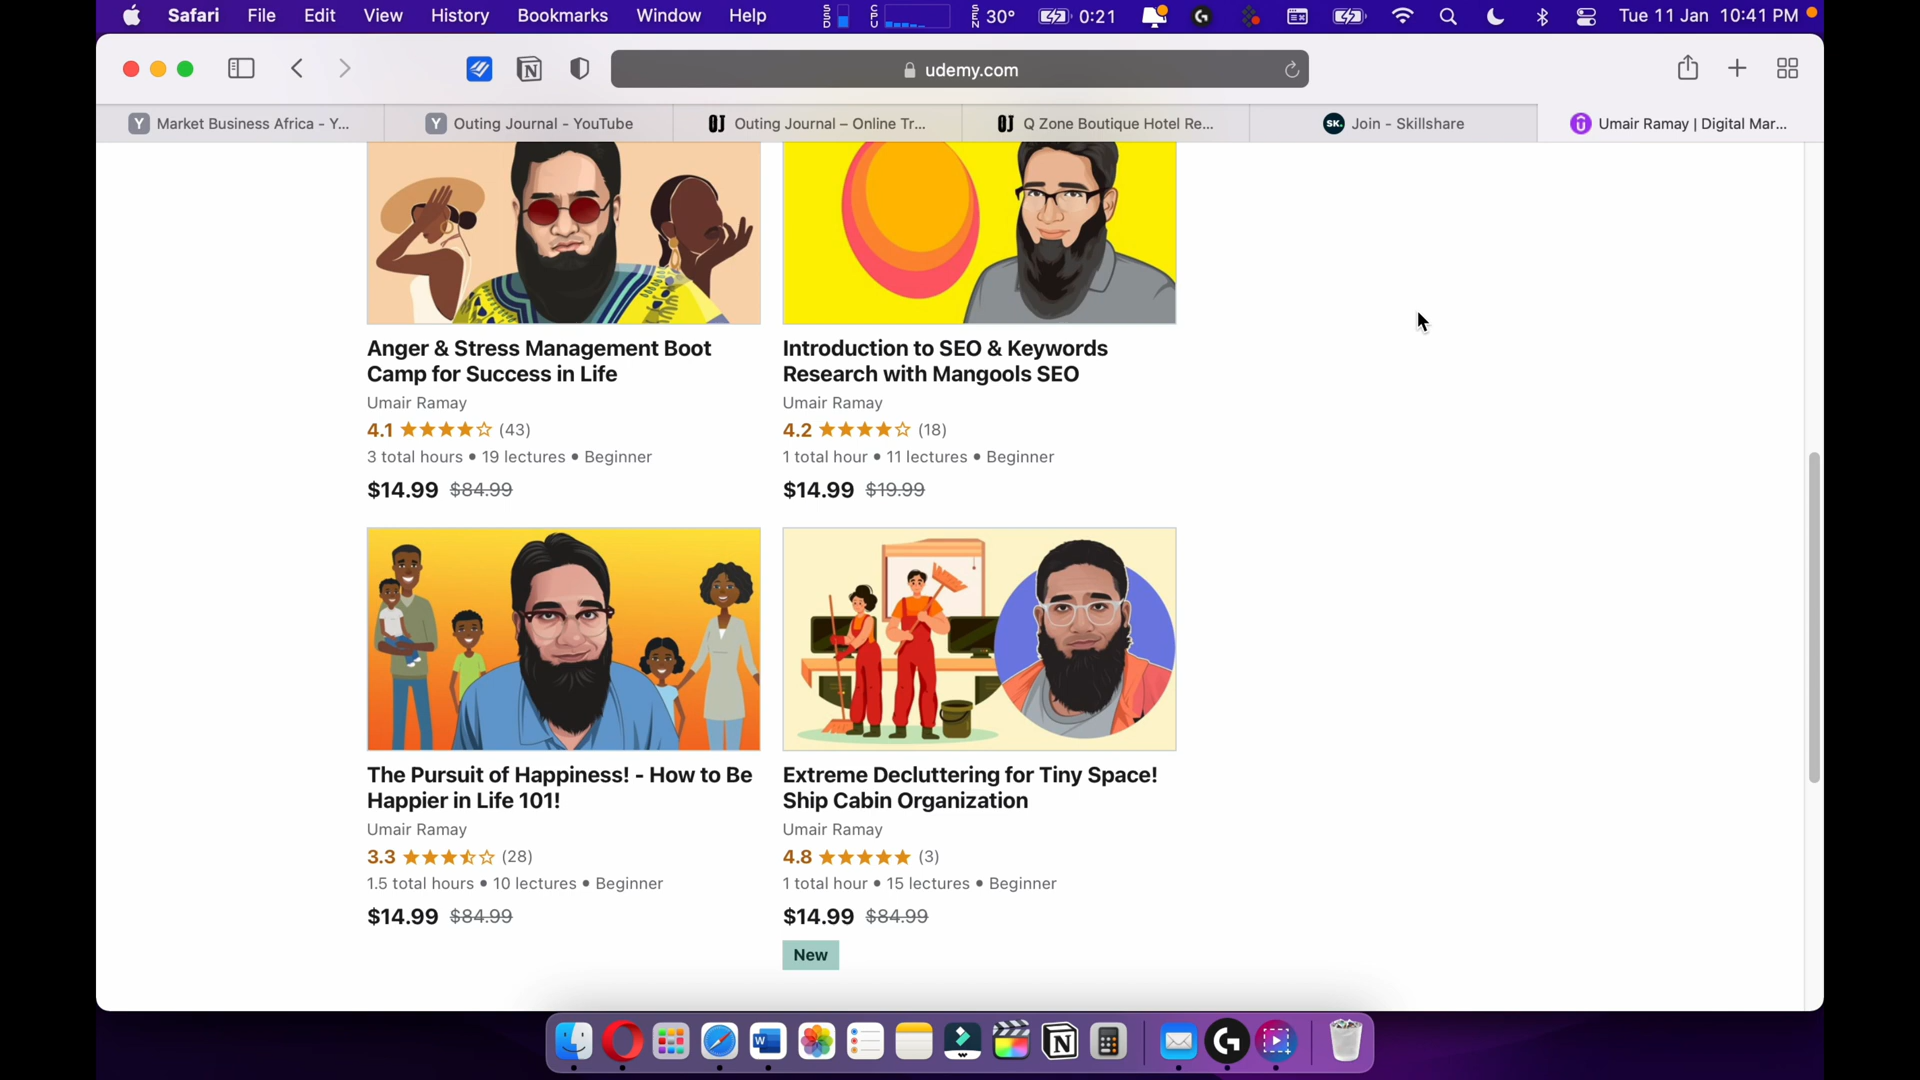 Safari File Edit View History Bookmarks Window Help SSD CPU SEN 30° 0:21 Tue 11 Jan 10:41 PM
udemy.com
Market Business Africa - Y...
Outing Journal - YouTube
Outing Journal – Online Tr...
Q Zone Boutique Hotel Re...
Join - Skillshare
Umair Ramay | Digital Mar...
Anger & Stress Management Boot
Camp for Success in Life
Umair Ramay
4.1 (43)
3 total hours • 19 lectures • Beginner
$14.99 $84.99
Introduction to SEO & Keywords
Research with Mangools SEO
Umair Ramay
4.2 (18)
1 total hour • 11 lectures • Beginner
$14.99 $19.99
The Pursuit of Happiness! - How to Be
Happier in Life 101!
Umair Ramay
3.3 (28)
1.5 total hours • 10 lectures • Beginner
$14.99 $84.99
Extreme Decluttering for Tiny Space!
Ship Cabin Organization
Umair Ramay
4.8 (3)
1 total hour • 15 lectures • Beginner
$14.99 $84.99
New